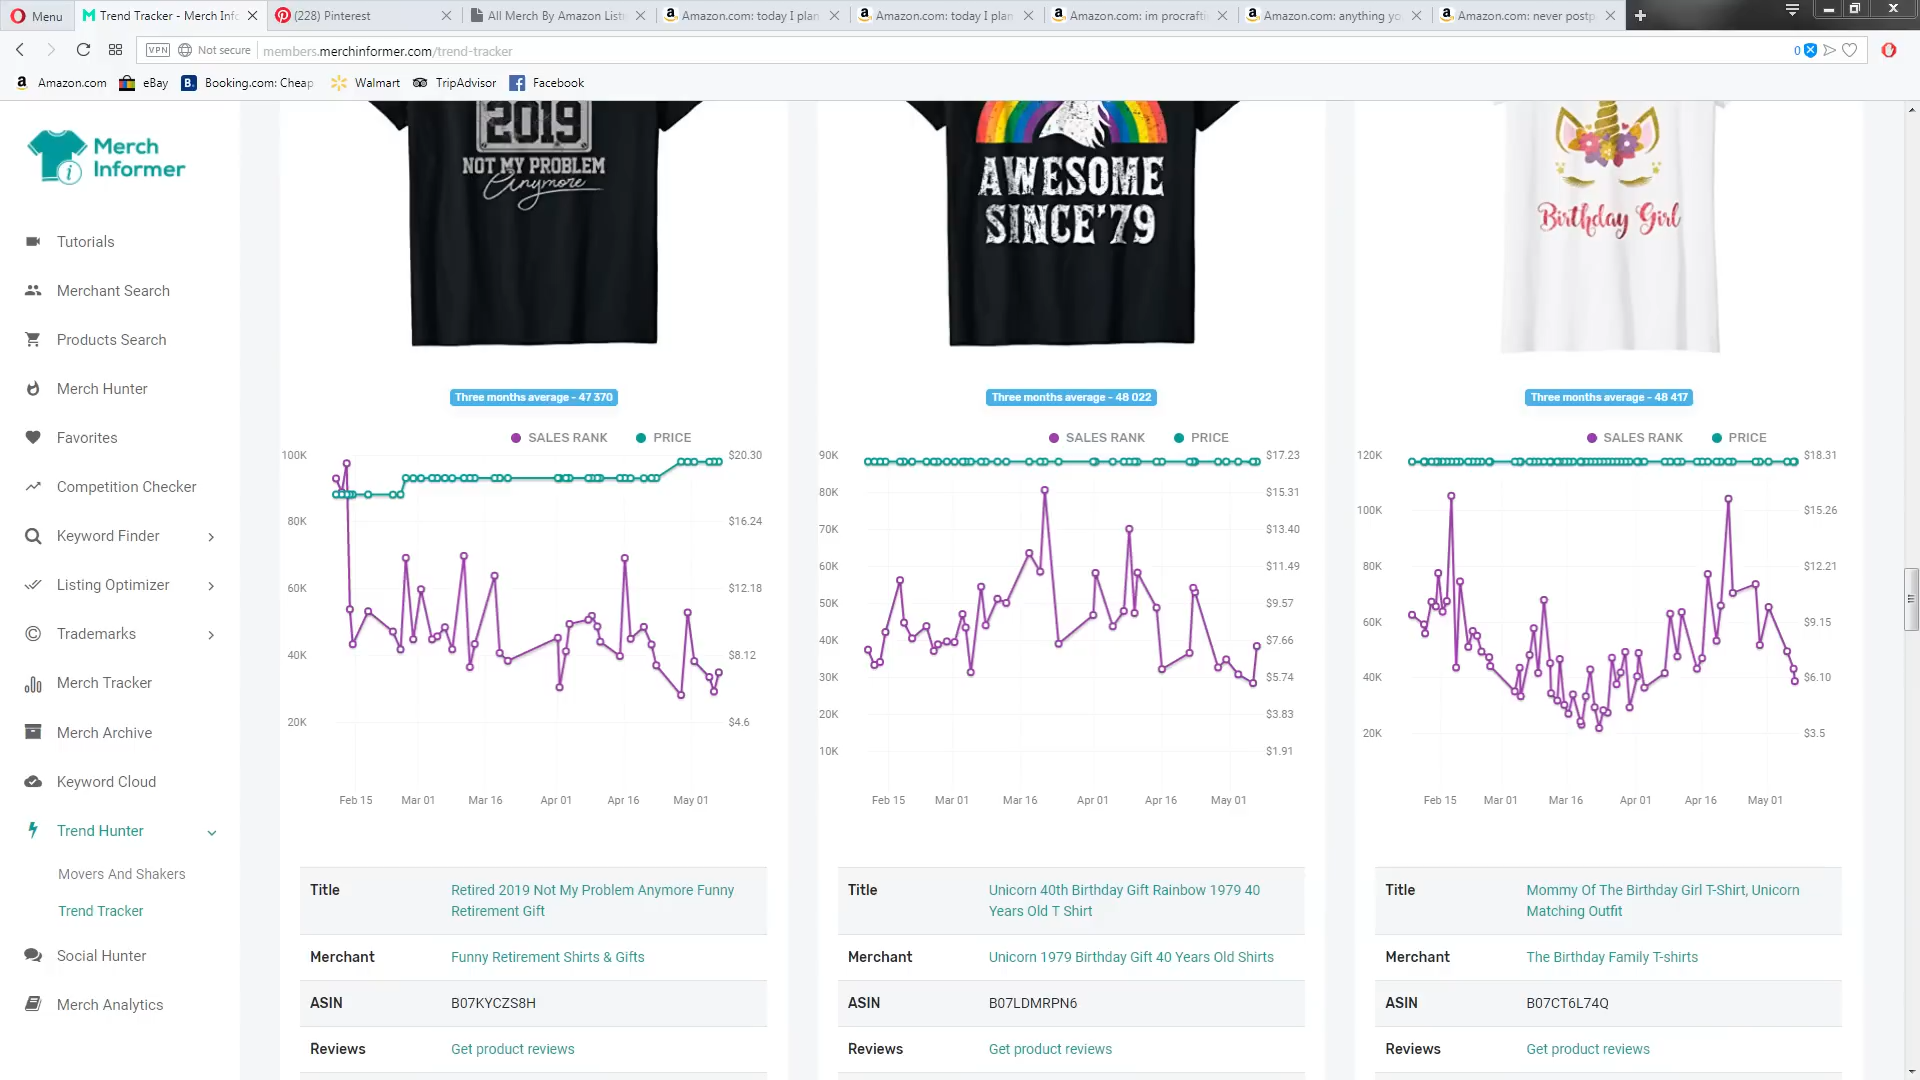 Menu
Trend Tracker - Merch Info
(228) Pinterest
All Merch By Amazon List
Amazon.com: today I plan
Amazon.com: today I plan
Amazon.com: im procrafti
Amazon.com: anything yo
Amazon.com: never postp
VPN
Not secure
members.merchinformer.com/trend-tracker
0
Amazon.com
eBay
Booking.com: Cheap
Walmart
TripAdvisor
Facebook
Merch
Informer
Tutorials
Merchant Search
Products Search
Merch Hunter
Favorites
Competition Checker
Keyword Finder
Listing Optimizer
Trademarks
Merch Tracker
Merch Archive
Keyword Cloud
Trend Hunter
Movers And Shakers
Trend Tracker
Social Hunter
Merch Analytics
2019
NOT MY PROBLEM
Anymore
Three months average - 47 370
SALES RANK
PRICE
100K
80K
60K
40K
20K
$20.30
$16.24
$12.18
$8.12
$4.6
Feb 15
Mar 01
Mar 16
Apr 01
Apr 16
May 01
Title
Retired 2019 Not My Problem Anymore Funny
Retirement Gift
Merchant
Funny Retirement Shirts & Gifts
ASIN
B07KYCZS8H
Reviews
Get product reviews
AWESOME
SINCE'79
Three months average - 48 022
SALES RANK
PRICE
90K
80K
70K
60K
50K
40K
30K
20K
10K
$17.23
$15.31
$13.40
$11.49
$9.57
$7.66
$5.74
$3.83
$1.91
Feb 15
Mar 01
Mar 16
Apr 01
Apr 16
May 01
Title
Unicorn 40th Birthday Gift Rainbow 1979 40
Years Old T Shirt
Merchant
Unicorn 1979 Birthday Gift 40 Years Old Shirts
ASIN
B07LDMRPN6
Reviews
Get product reviews
Birthday Girl
Three months average - 48 417
SALES RANK
PRICE
120K
100K
80K
60K
40K
20K
$18.31
$15.26
$12.21
$9.15
$6.10
$3.5
Feb 15
Mar 01
Mar 16
Apr 01
Apr 16
May 01
Title
Mommy Of The Birthday Girl T-Shirt, Unicorn
Matching Outfit
Merchant
The Birthday Family T-shirts
ASIN
B07CT6L74Q
Reviews
Get product reviews